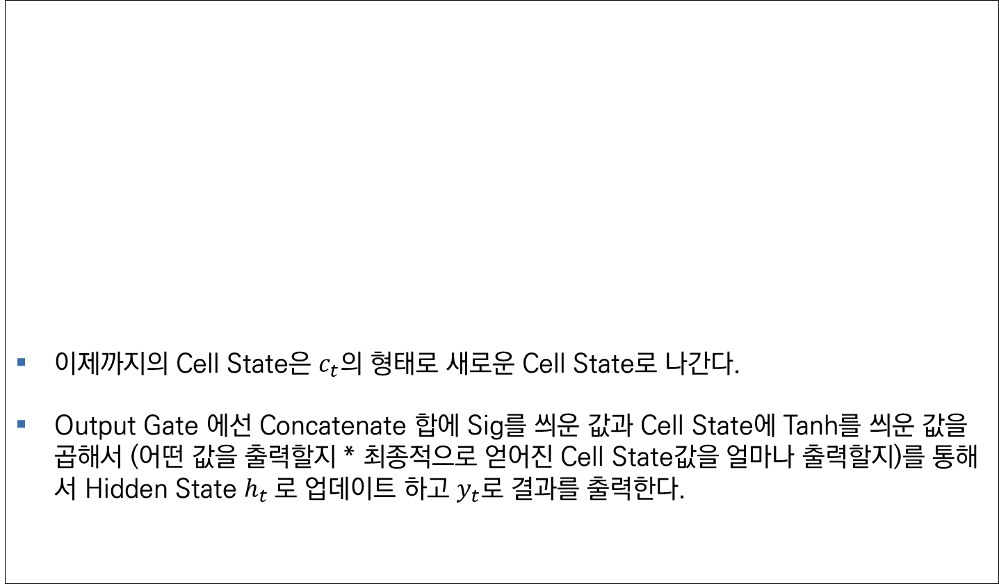 ▪ 이제까지의 Cell State은 c_t의 형태로 새로운 Cell State로 나간다.
▪ Output Gate 에선 Concatenate 합에 Sig를 씌운 값과 Cell State에 Tanh를 씌운 값을
곱해서 (어떤 값을 출력할지 * 최종적으로 얻어진 Cell State값을 얼마나 출력할지)를 통해
서 Hidden State h_t 로 업데이트 하고 y_t로 결과를 출력한다.